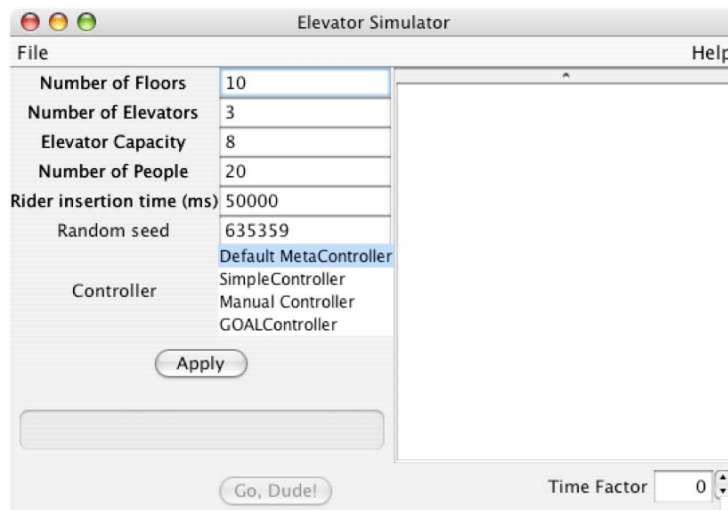 Elevator Simulator
File Help
Number of Floors 10
Number of Elevators 3
Elevator Capacity 8
Number of People 20
Rider insertion time (ms) 50000
Random seed 635359
Controller
Default MetaController
SimpleController
Manual Controller
GOALController
Apply
Go, Dude!
Time Factor 0